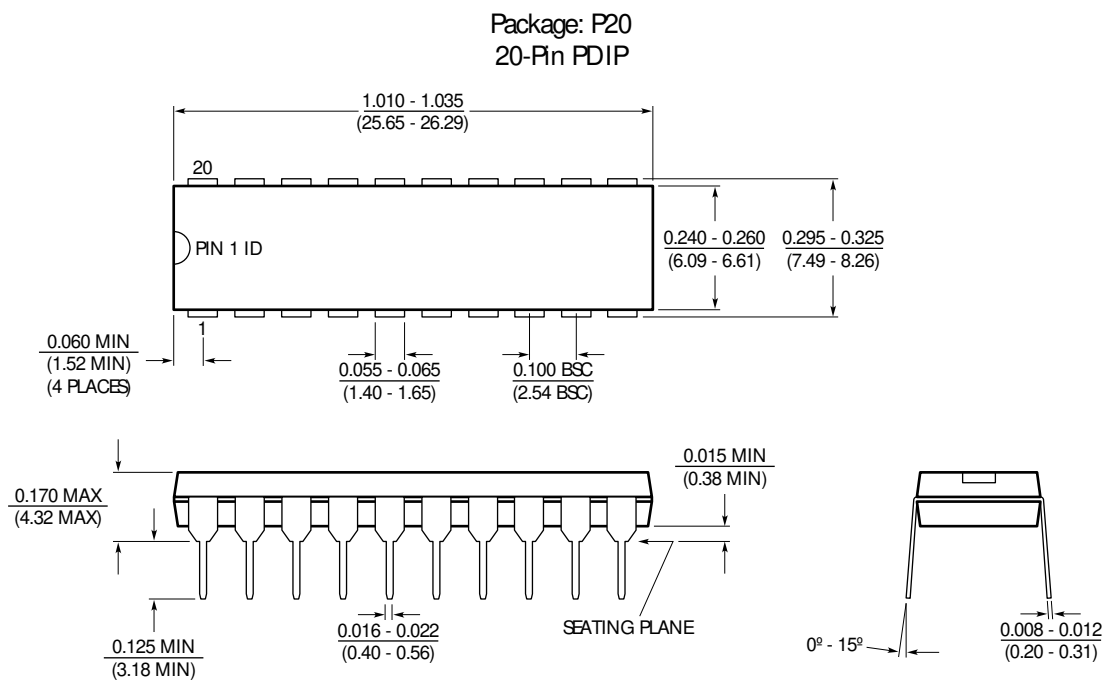 Package: P20
20-Pin PDIP
1.010 - 1.035
(25.65 - 26.29)
20
PIN 1 ID
0.240 - 0.260
(6.09 - 6.61)
0.295 - 0.325
(7.49 - 8.26)
1
0.060 MIN
(1.52 MIN)
(4 PLACES)
0.055 - 0.065
(1.40 - 1.65)
0.100 BSC
(2.54 BSC)
0.015 MIN
(0.38 MIN)
0.170 MAX
(4.32 MAX)
SEATING PLANE
0.016 - 0.022
(0.40 - 0.56)
0.125 MIN
(3.18 MIN)
0º - 15º
0.008 - 0.012
(0.20 - 0.31)